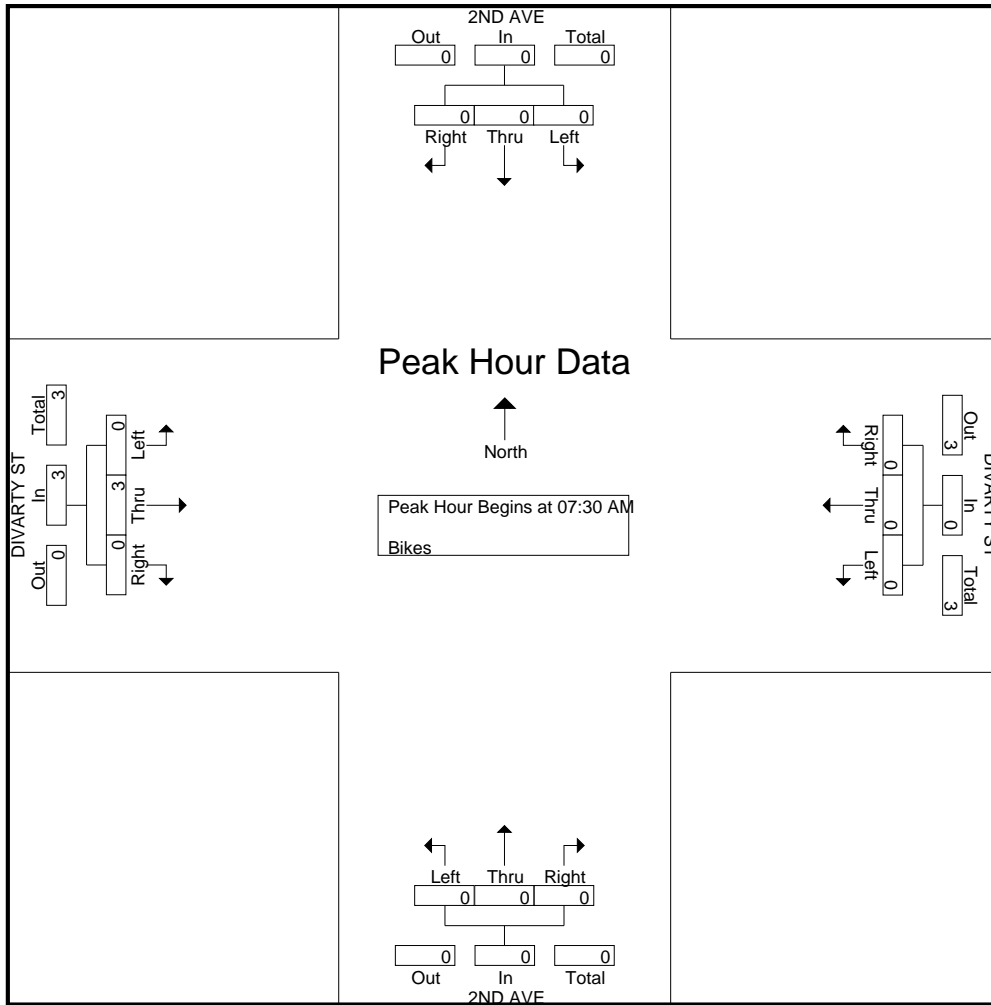 2ND AVE
Out In Total
0 0 0
0 0 0
Right Thru Left
Peak Hour Data
North
Peak Hour Begins at 07:30 AM
Bikes
DIVARTY ST
Out In Total
0 3 3
Right Thru Left
0 3 0
DIVARTY ST
Out In Total
3 0 3
Right Thru Left
0 0 0
Left Thru Right
0 0 0
0 0 0
Out In Total
2ND AVE